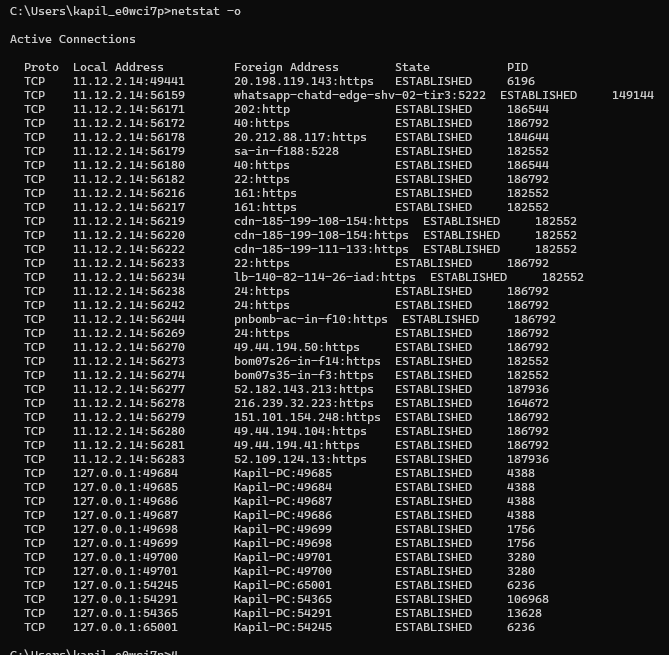 C:\Users\kapil_e0wci7p>netstat -o
Active Connections
Proto  Local Address          Foreign Address        State           PID
TCP    11.12.2.14:49441       20.198.119.143:https   ESTABLISHED     6196
TCP    11.12.2.14:56159       whatsapp-chatd-edge-shv-02-tir3:5222  ESTABLISHED     149144
TCP    11.12.2.14:56171       202:http               ESTABLISHED     186544
TCP    11.12.2.14:56172       40:https               ESTABLISHED     186792
TCP    11.12.2.14:56178       20.212.88.117:https    ESTABLISHED     184644
TCP    11.12.2.14:56179       sa-in-f188:5228        ESTABLISHED     182552
TCP    11.12.2.14:56180       40:https               ESTABLISHED     186544
TCP    11.12.2.14:56182       22:https               ESTABLISHED     186792
TCP    11.12.2.14:56216       161:https              ESTABLISHED     182552
TCP    11.12.2.14:56217       161:https              ESTABLISHED     182552
TCP    11.12.2.14:56219       cdn-185-199-108-154:https  ESTABLISHED     182552
TCP    11.12.2.14:56220       cdn-185-199-108-154:https  ESTABLISHED     182552
TCP    11.12.2.14:56222       cdn-185-199-111-133:https  ESTABLISHED     182552
TCP    11.12.2.14:56233       22:https               ESTABLISHED     186792
TCP    11.12.2.14:56234       lb-140-82-114-26-iad:https  ESTABLISHED     182552
TCP    11.12.2.14:56238       24:https               ESTABLISHED     186792
TCP    11.12.2.14:56242       24:https               ESTABLISHED     186792
TCP    11.12.2.14:56244       pnbomb-ac-in-f10:https  ESTABLISHED     186792
TCP    11.12.2.14:56269       24:https               ESTABLISHED     186792
TCP    11.12.2.14:56270       49.44.194.50:https     ESTABLISHED     186792
TCP    11.12.2.14:56273       bom07s26-in-f14:https  ESTABLISHED     182552
TCP    11.12.2.14:56274       bom07s35-in-f3:https   ESTABLISHED     182552
TCP    11.12.2.14:56277       52.182.143.213:https   ESTABLISHED     187936
TCP    11.12.2.14:56278       216.239.32.223:https   ESTABLISHED     164672
TCP    11.12.2.14:56279       151.101.154.248:https  ESTABLISHED     186792
TCP    11.12.2.14:56280       49.44.194.104:https    ESTABLISHED     186792
TCP    11.12.2.14:56281       49.44.194.41:https     ESTABLISHED     186792
TCP    11.12.2.14:56283       52.109.124.13:https    ESTABLISHED     187936
TCP    127.0.0.1:49684        Kapil-PC:49685         ESTABLISHED     4388
TCP    127.0.0.1:49685        Kapil-PC:49684         ESTABLISHED     4388
TCP    127.0.0.1:49686        Kapil-PC:49687         ESTABLISHED     4388
TCP    127.0.0.1:49687        Kapil-PC:49686         ESTABLISHED     4388
TCP    127.0.0.1:49698        Kapil-PC:49699         ESTABLISHED     1756
TCP    127.0.0.1:49699        Kapil-PC:49698         ESTABLISHED     1756
TCP    127.0.0.1:49700        Kapil-PC:49701         ESTABLISHED     3280
TCP    127.0.0.1:49701        Kapil-PC:49700         ESTABLISHED     3280
TCP    127.0.0.1:54245        Kapil-PC:65001         ESTABLISHED     6236
TCP    127.0.0.1:54291        Kapil-PC:54365         ESTABLISHED     106968
TCP    127.0.0.1:54365        Kapil-PC:54291         ESTABLISHED     13628
TCP    127.0.0.1:65001        Kapil-PC:54245         ESTABLISHED     6236